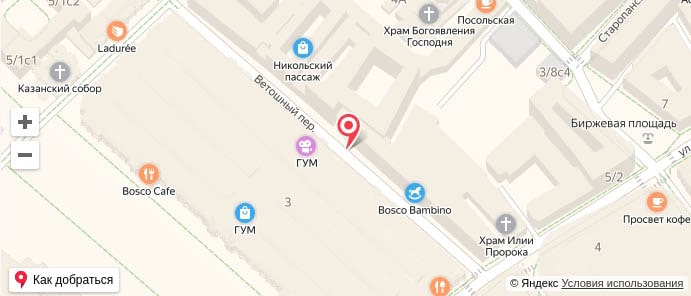 5/1с2
Посольская
Старопанс
Ladurée
Храм Богоявления
Господня
5/1с1
Никольский
пассаж
3/8с4
Казанский собор
Ветошный пер.
7
Биржевая площадь
ГУМ
ул
Bosco Cafe
5/2
3
Bosco Bambino
ГУМ
Просвет кофе
Храм Илии
Пророка
4
Как добраться
© Яндекс Условия использования